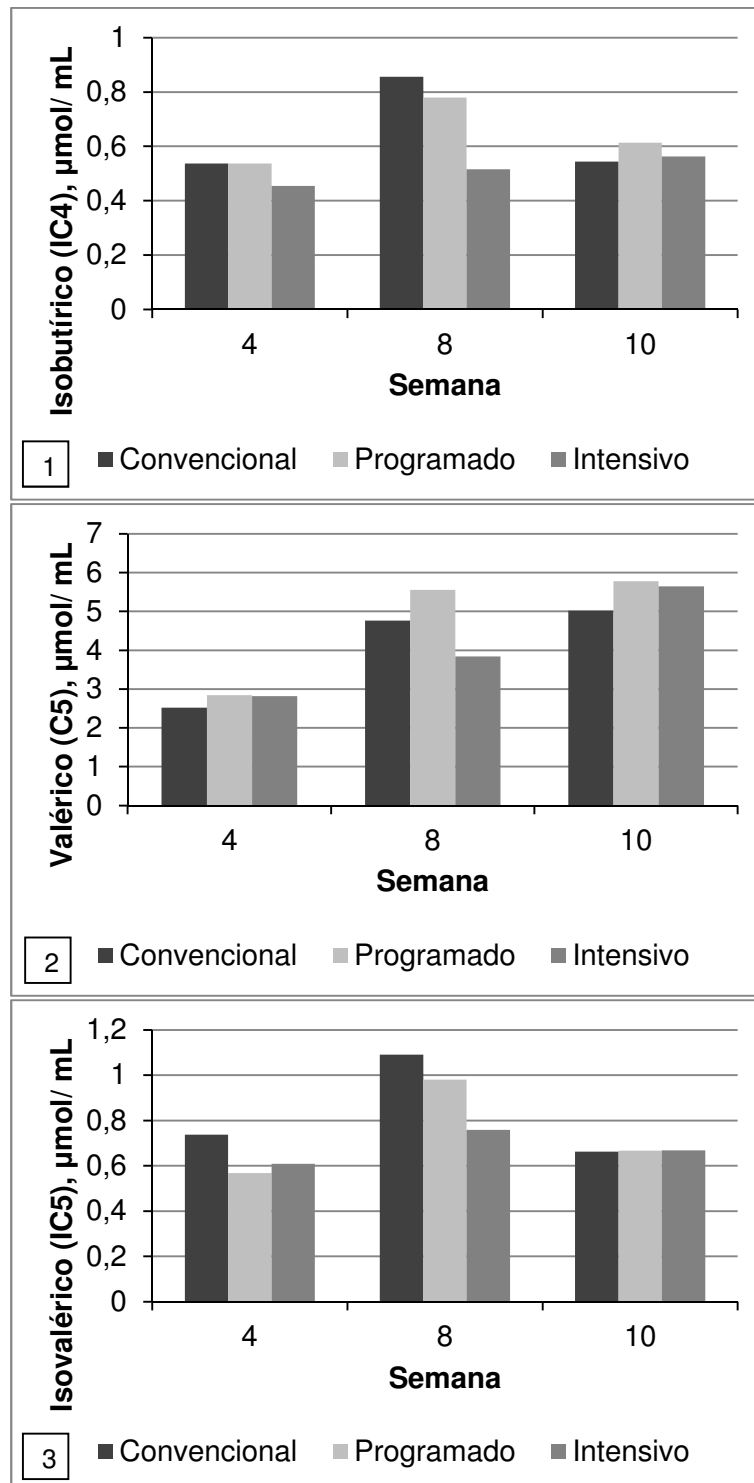 Isobutírico (IC4), µmol/ mL
1
0,8
0,6
0,4
0,2
0
4 8 10
Semana
1 Convencional Programado Intensivo
Valérico (C5), µmol/ mL
7
6
5
4
3
2
1
0
4 8 10
Semana
2 Convencional Programado Intensivo
Isovalérico (IC5), µmol/ mL
1,2
1
0,8
0,6
0,4
0,2
0
4 8 10
Semana
3 Convencional Programado Intensivo